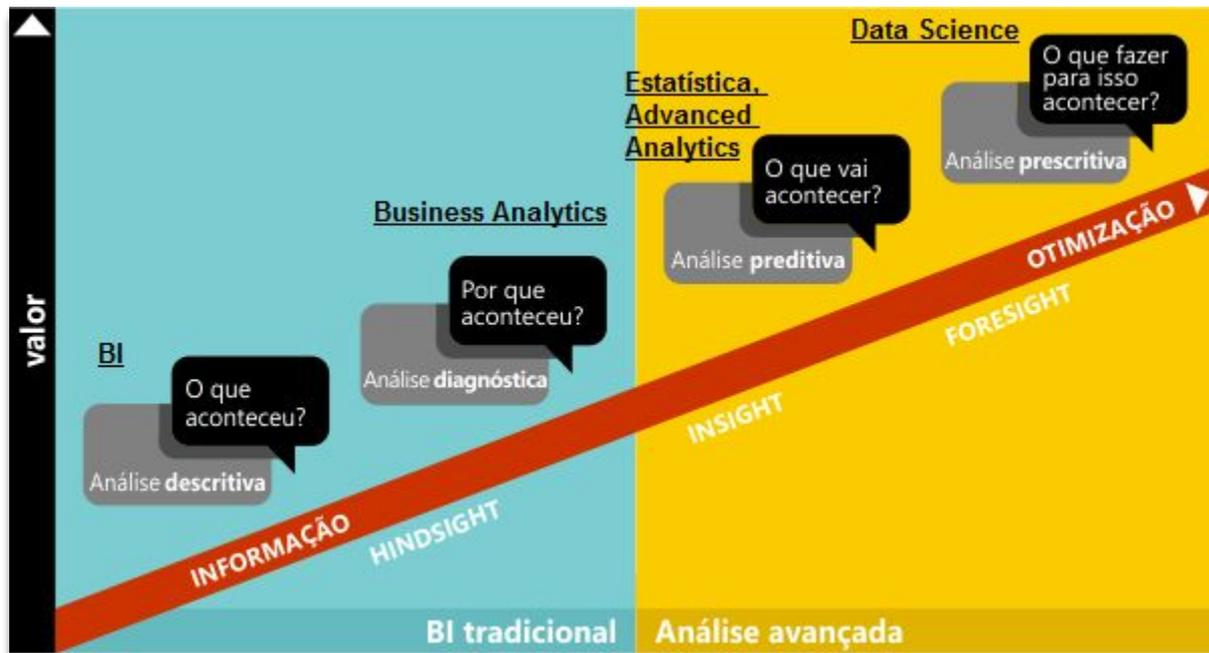 Data Science
O que fazer
para isso
acontecer?
Análise prescritiva
Estatística,
Advanced
Analytics
O que vai
acontecer?
Análise preditiva
Business Analytics
Por que
aconteceu?
Análise diagnóstica
BI
O que
aconteceu?
Análise descritiva
valor
INFORMAÇÃO
HINDSIGHT
INSIGHT
FORESIGHT
OTIMIZAÇÃO
BI tradicional
Análise avançada